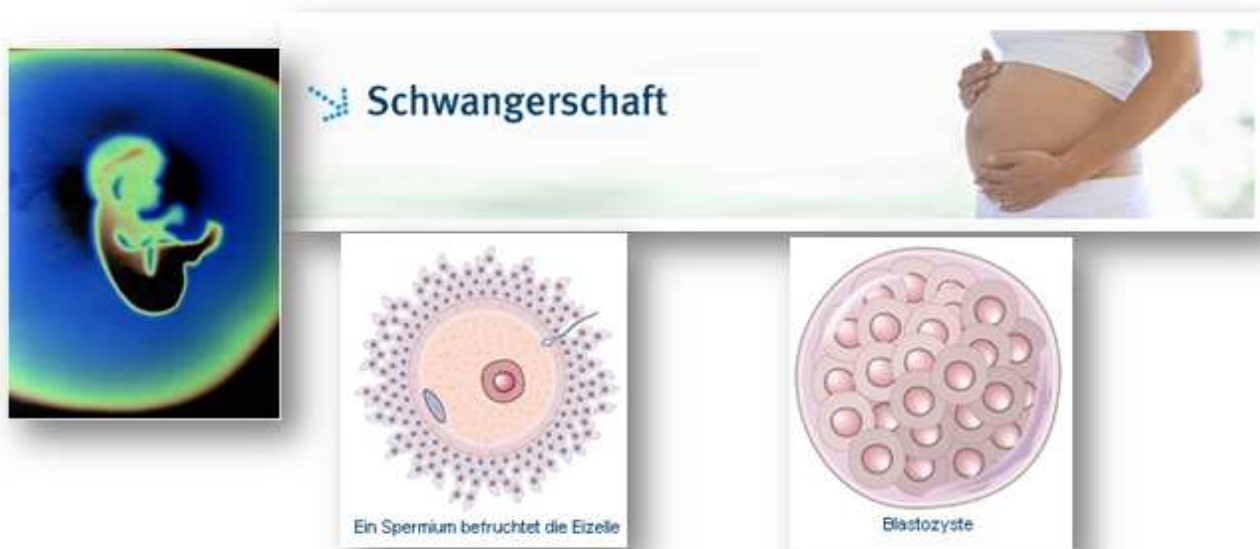 Schwangerschaft
Ein Spermium befruchtet die Eizelle
Blastozyste